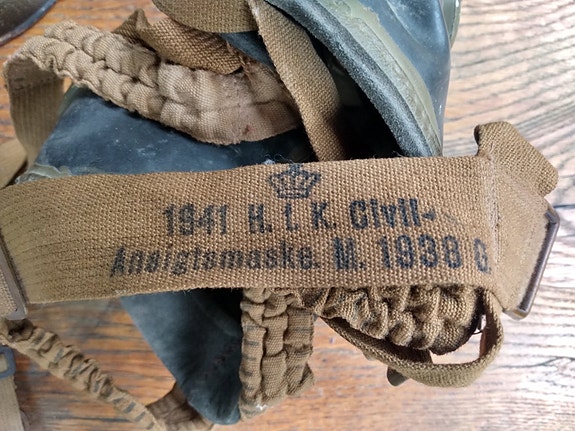 1941 H. I. K. Civil-
Ansigtsmaske. M. 1938 G